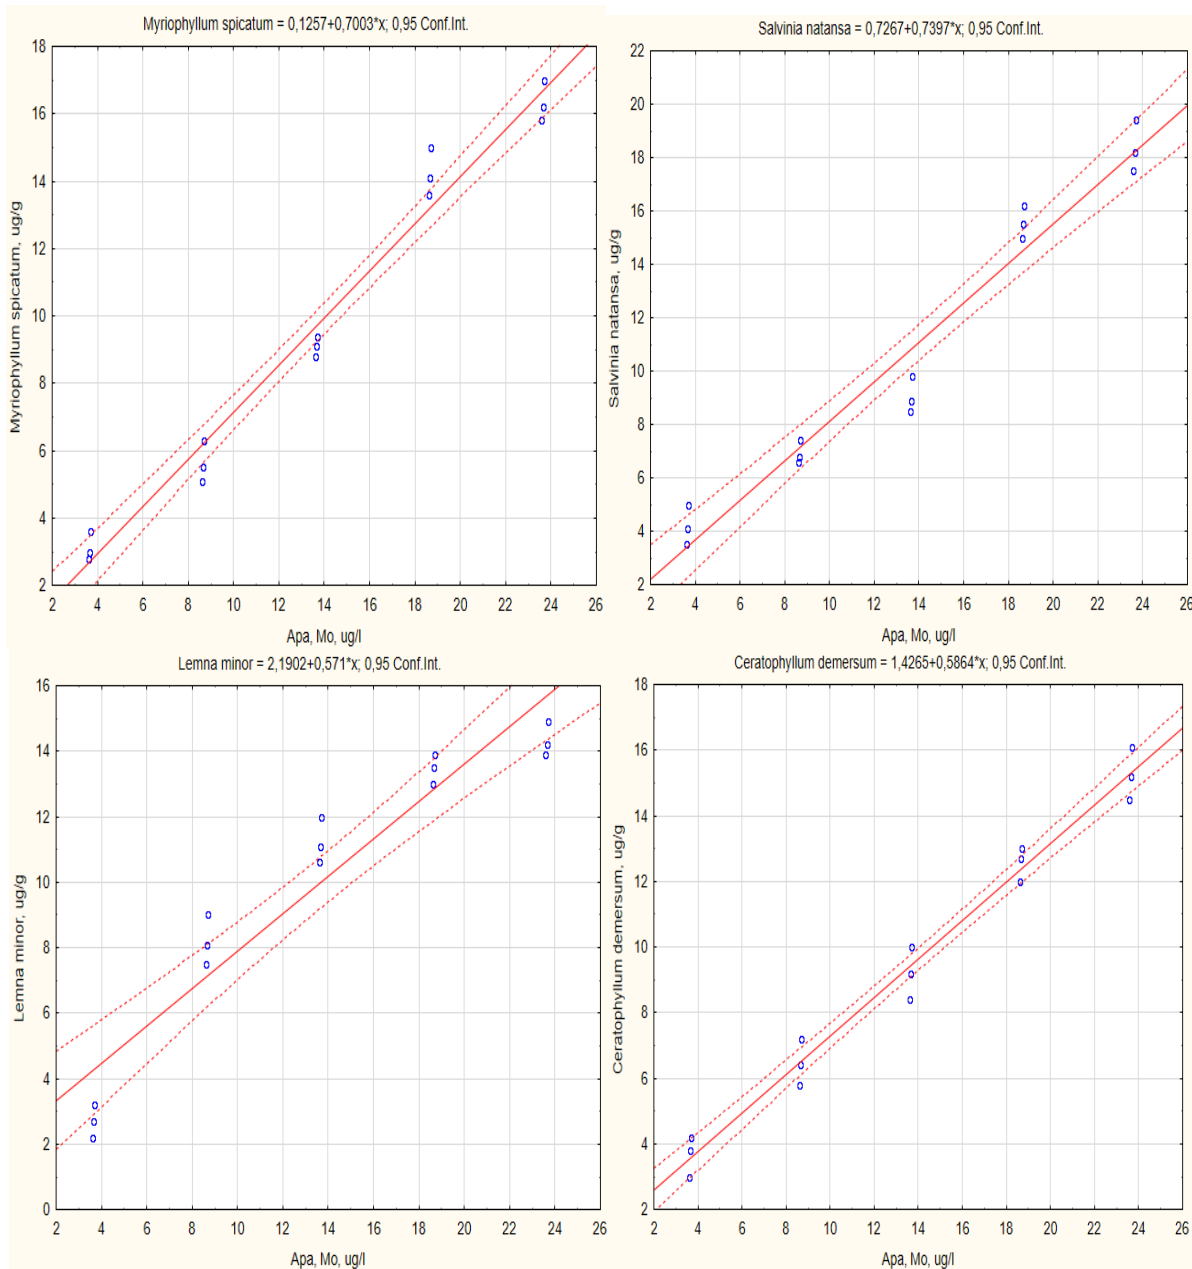 Myriophyllum spicatum = 0,1257+0,7003*x; 0,95 Conf.Int.
18
16
14
12
10
8
6
4
2
Myriophyllum spicatum, ug/g
2 4 6 8 10 12 14 16 18 20 22 24 26
Apa, Mo, ug/l
Salvinia natansa = 0,7267+0,7397*x; 0,95 Conf.Int.
22
20
18
16
14
12
10
8
6
4
2
Salvinia natansa, ug/g
2 4 6 8 10 12 14 16 18 20 22 24 26
Apa, Mo, ug/l
Lemna minor = 2,1902+0,571*x; 0,95 Conf.Int.
16
14
12
10
8
6
4
2
0
Lemna minor, ug/g
2 4 6 8 10 12 14 16 18 20 22 24 26
Apa, Mo, ug/l
Ceratophyllum demersum = 1,4265+0,5864*x; 0,95 Conf.Int.
18
16
14
12
10
8
6
4
2
Ceratophyllum demersum, ug/g
2 4 6 8 10 12 14 16 18 20 22 24 26
Apa, Mo, ug/l